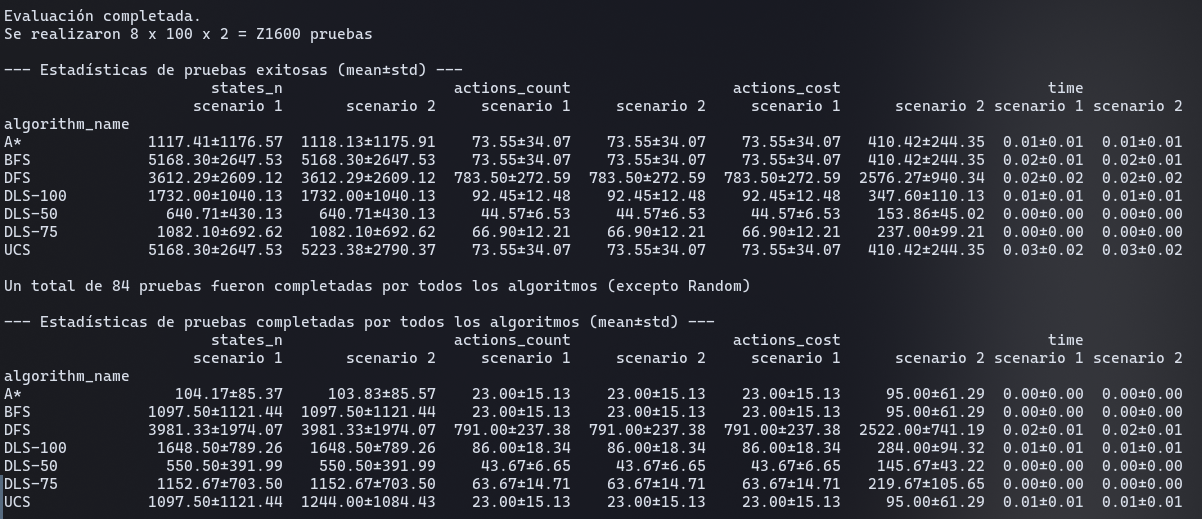 Evaluación completada.
Se realizaron 8 x 100 x 2 = Z1600 pruebas
--- Estadísticas de pruebas exitosas (mean±std) ---
states_n actions_count actions_cost time
scenario 1 scenario 2 scenario 1 scenario 2 scenario 1 scenario 2 scenario 1 scenario 2
algorithm_name
A* 1117.41±1176.57 1118.13±1175.91 73.55±34.07 73.55±34.07 73.55±34.07 410.42±244.35 0.01±0.01 0.01±0.01
BFS 5168.30±2647.53 5168.30±2647.53 73.55±34.07 73.55±34.07 73.55±34.07 410.42±244.35 0.02±0.01 0.02±0.01
DFS 3612.29±2609.12 3612.29±2609.12 783.50±272.59 783.50±272.59 783.50±272.59 2576.27±940.34 0.02±0.02 0.02±0.02
DLS-100 1732.00±1040.13 1732.00±1040.13 92.45±12.48 92.45±12.48 92.45±12.48 347.60±110.13 0.01±0.01 0.01±0.01
DLS-50 640.71±430.13 640.71±430.13 44.57±6.53 44.57±6.53 44.57±6.53 153.86±45.02 0.00±0.00 0.00±0.00
DLS-75 1082.10±692.62 1082.10±692.62 66.90±12.21 66.90±12.21 66.90±12.21 237.00±99.21 0.01±0.00 0.01±0.00
UCS 5168.30±2647.53 5223.38±2790.37 73.55±34.07 73.55±34.07 73.55±34.07 410.42±244.35 0.03±0.02 0.03±0.02
Un total de 84 pruebas fueron completadas por todos los algoritmos (excepto Random)
--- Estadísticas de pruebas completadas por todos los algoritmos (mean±std) ---
states_n actions_count actions_cost time
scenario 1 scenario 2 scenario 1 scenario 2 scenario 1 scenario 2 scenario 1 scenario 2
algorithm_name
A* 104.17±85.37 103.83±85.57 23.00±15.13 23.00±15.13 23.00±15.13 95.00±61.29 0.00±0.00 0.00±0.00
BFS 1097.50±1121.44 1097.50±1121.44 23.00±15.13 23.00±15.13 23.00±15.13 95.00±61.29 0.00±0.00 0.00±0.00
DFS 3981.33±1974.07 3981.33±1974.07 791.00±237.38 791.00±237.38 791.00±237.38 2522.00±741.19 0.02±0.01 0.02±0.01
DLS-100 1648.50±789.26 1648.50±789.26 86.00±18.34 86.00±18.34 86.00±18.34 284.00±94.32 0.01±0.01 0.01±0.00
DLS-50 550.50±391.99 550.50±391.99 43.67±6.65 43.67±6.65 43.67±6.65 145.67±43.22 0.00±0.00 0.00±0.00
DLS-75 1152.67±703.50 1152.67±703.50 63.67±14.71 63.67±14.71 63.67±14.71 219.67±105.65 0.00±0.00 0.00±0.00
UCS 1097.50±1121.44 1244.00±1084.43 23.00±15.13 23.00±15.13 23.00±15.13 95.00±61.29 0.01±0.01 0.01±0.01